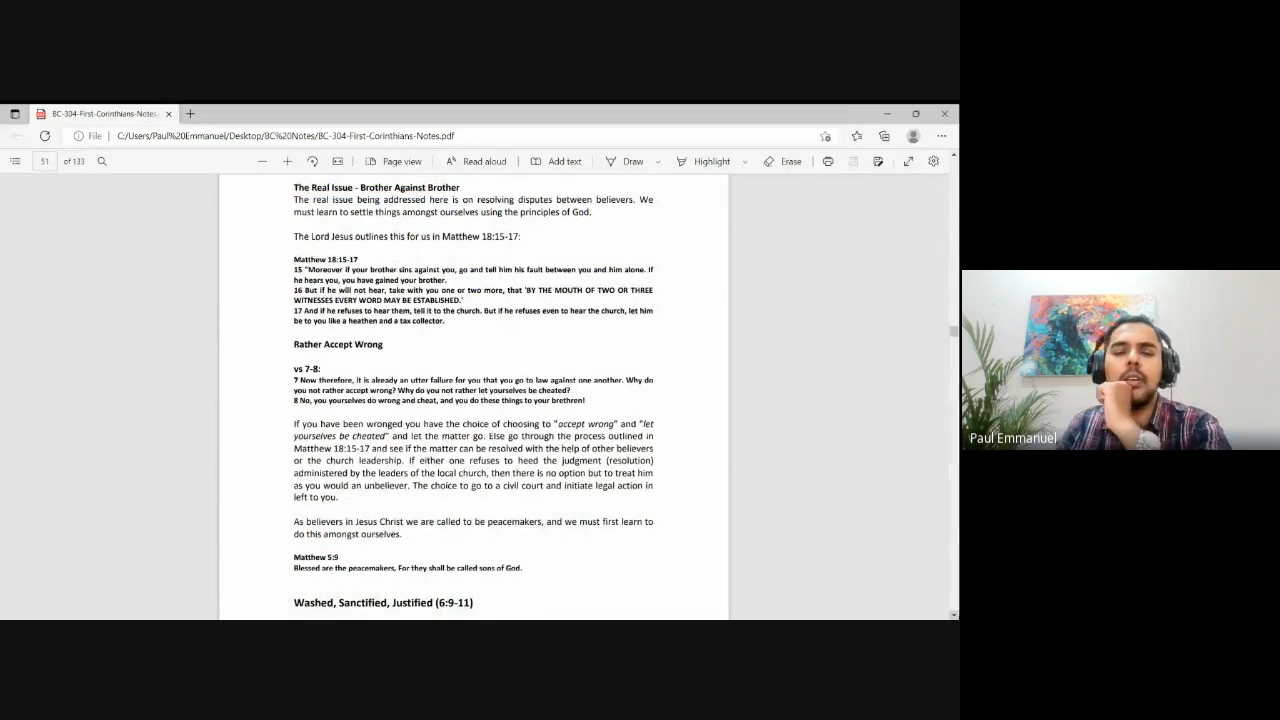 BC-304-First-Corinthians-Notes.
File
C:/Users/Paul%20Emmanuel/Desktop/BC%20Notes/BC-304-First-Corinthians-Notes.pdf
51 of 133
Page view
Read aloud
Add text
Draw
Highlight
Erase
The Real Issue - Brother Against Brother
The real issue being addressed here is on resolving disputes between believers. We
must learn to settle things amongst ourselves using the principles of God.
The Lord Jesus outlines this for us in Matthew 18:15-17:
Matthew 18:15-17
15 "Moreover if your brother sins against you, go and tell him his fault between you and him alone. If
he hears you, you have gained your brother.
16 But if he will not hear, take with you one or two more, that 'BY THE MOUTH OF TWO OR THREE
WITNESSES EVERY WORD MAY BE ESTABLISHED.'
17 And if he refuses to hear them, tell it to the church. But if he refuses even to hear the church, let him
be to you like a heathen and a tax collector.
Rather Accept Wrong
vs 7-8:
7 Now therefore, it is already an utter failure for you that you go to law against one another. Why do
you not rather accept wrong? Why do you not rather let yourselves be cheated?
8 No, you yourselves do wrong and cheat, and you do these things to your brethren!
If you have been wronged you have the choice of choosing to "accept wrong" and "let
yourselves be cheated" and let the matter go. Else go through the process outlined in
Matthew 18:15-17 and see if the matter can be resolved with the help of other believers
or the church leadership. If either one refuses to heed the judgment (resolution)
administered by the leaders of the local church, then there is no option but to treat him
as you would an unbeliever. The choice to go to a civil court and initiate legal action in
left to you.
As believers in Jesus Christ we are called to be peacemakers, and we must first learn to
do this amongst ourselves.
Matthew 5:9
Blessed are the peacemakers, For they shall be called sons of God.
Washed, Sanctified, Justified (6:9-11)
Paul Emmanuel